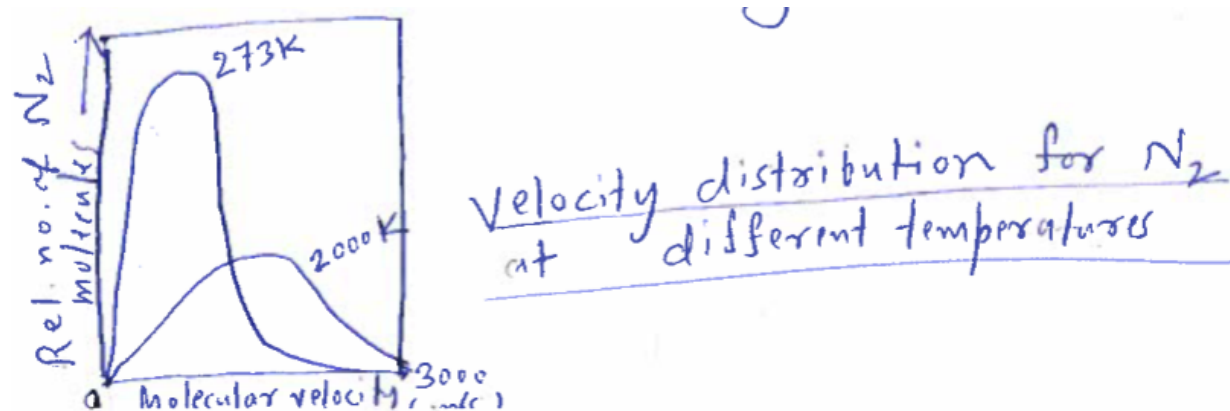 273K
Rel. no. of N2
molecules
2000K
velocity distribution for N2
at different temperatures
0
3000
Molecular velocity (m/s)